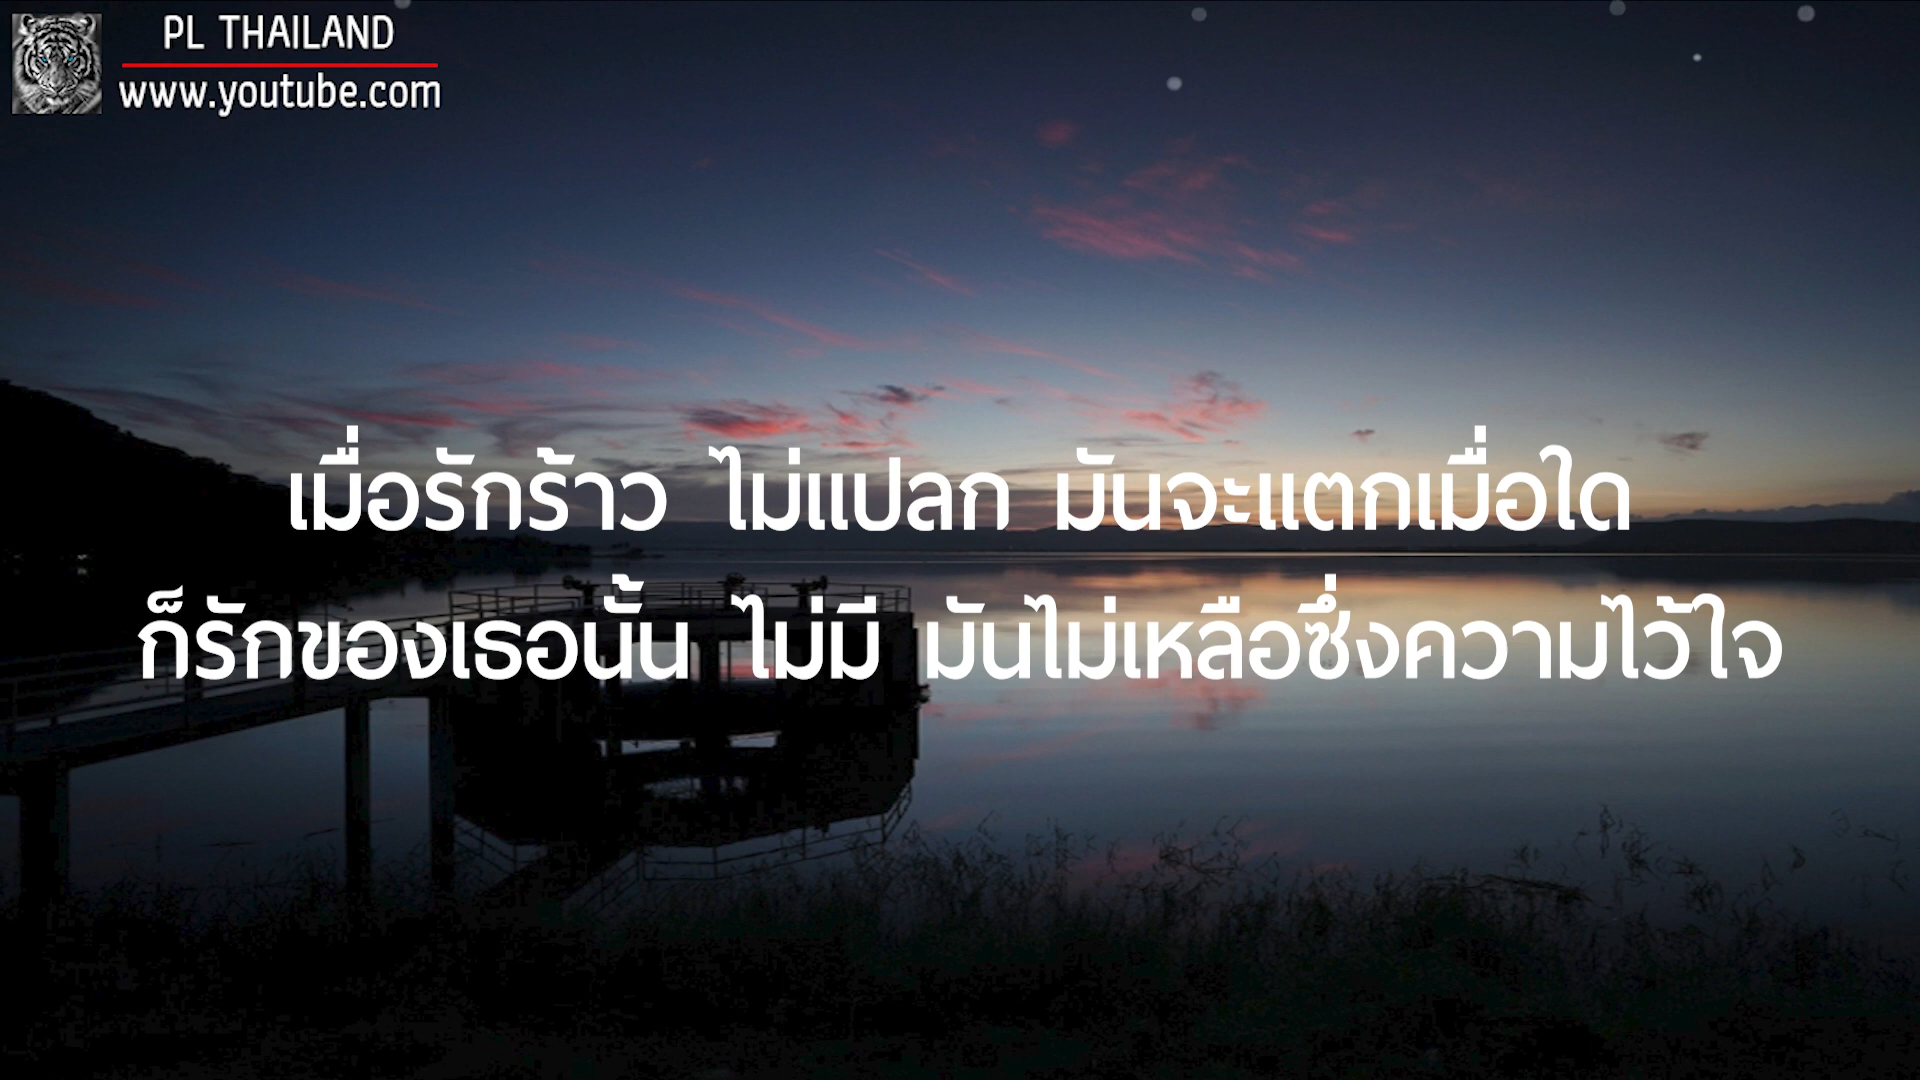 PL THAILAND
www.youtube.com
เมื่อรักร้าว ไม่แปลก มันจะแตกเมื่อใด
ก็รักของเธอนั้น ไม่มี มันไม่เหลือซึ่งความไว้ใจ